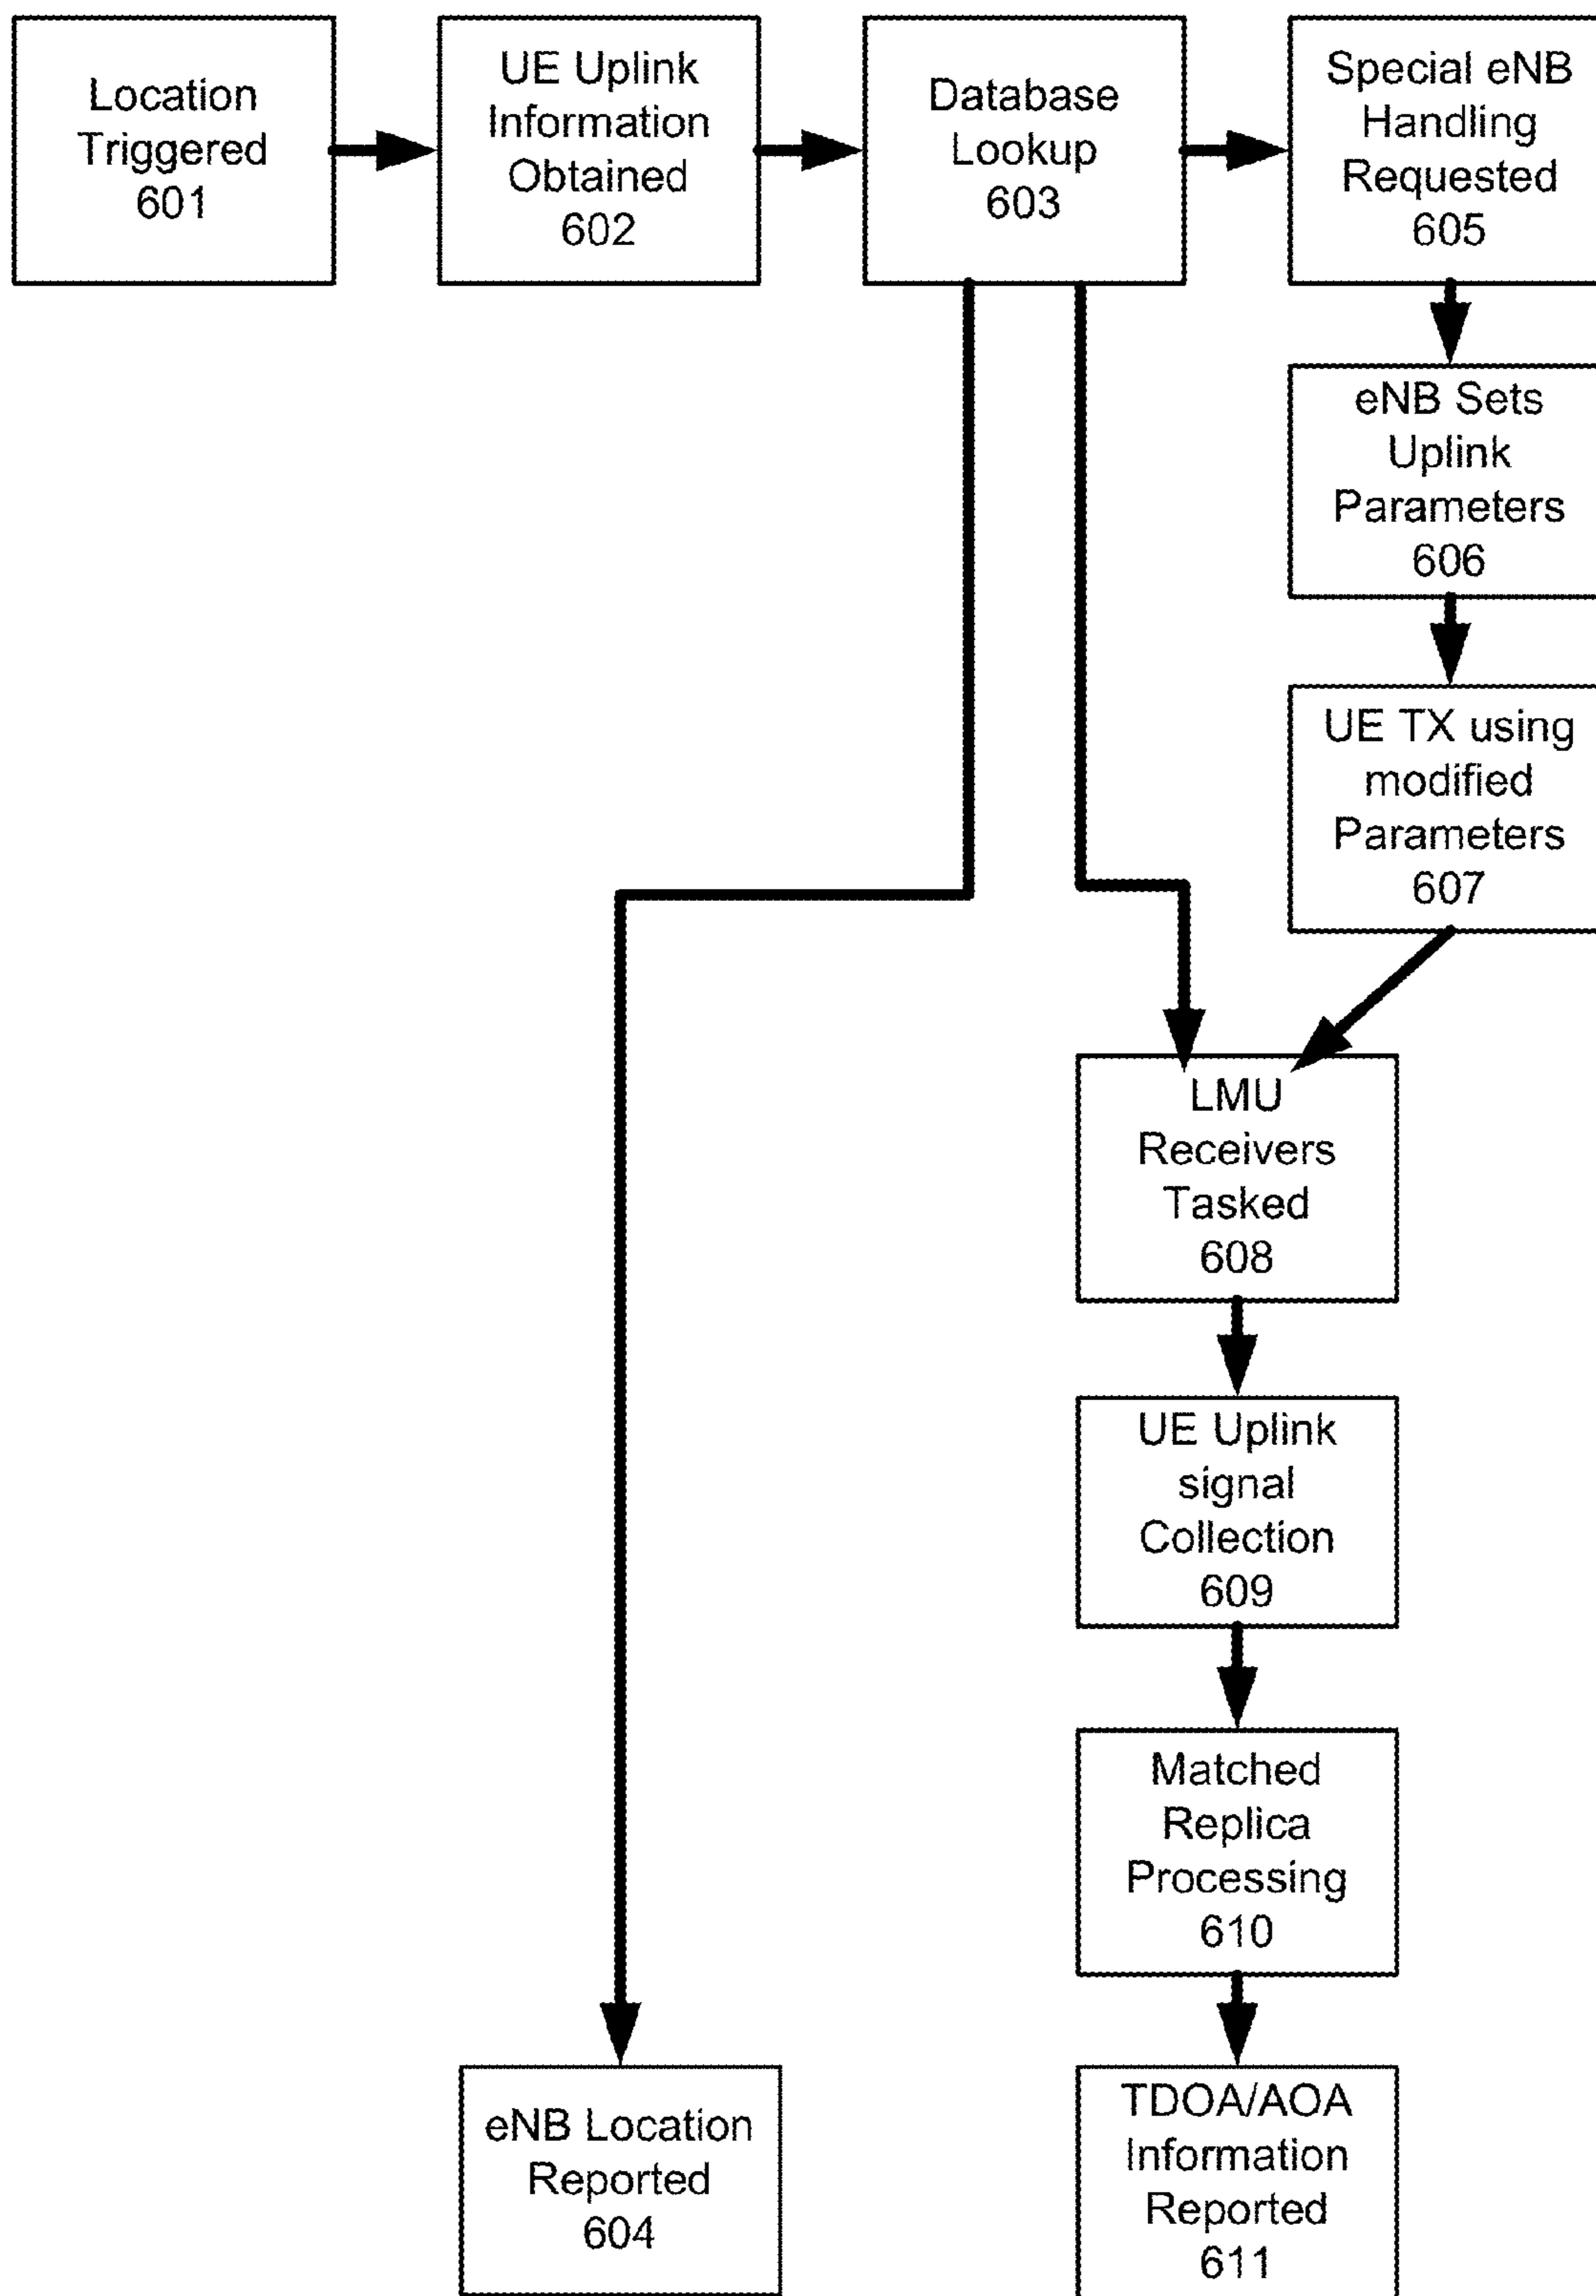 Location
Triggered
601
UE Uplink
Information
Obtained
602
Database
Lookup
603
Special eNB
Handling
Requested
605
eNB Sets
Uplink
Parameters
606
UE TX using
modified
Parameters
607
LMU
Receivers
Tasked
608
UE Uplink
signal
Collection
609
Matched
Replica
Processing
610
eNB Location
Reported
604
TDOA/AOA
Information
Reported
611